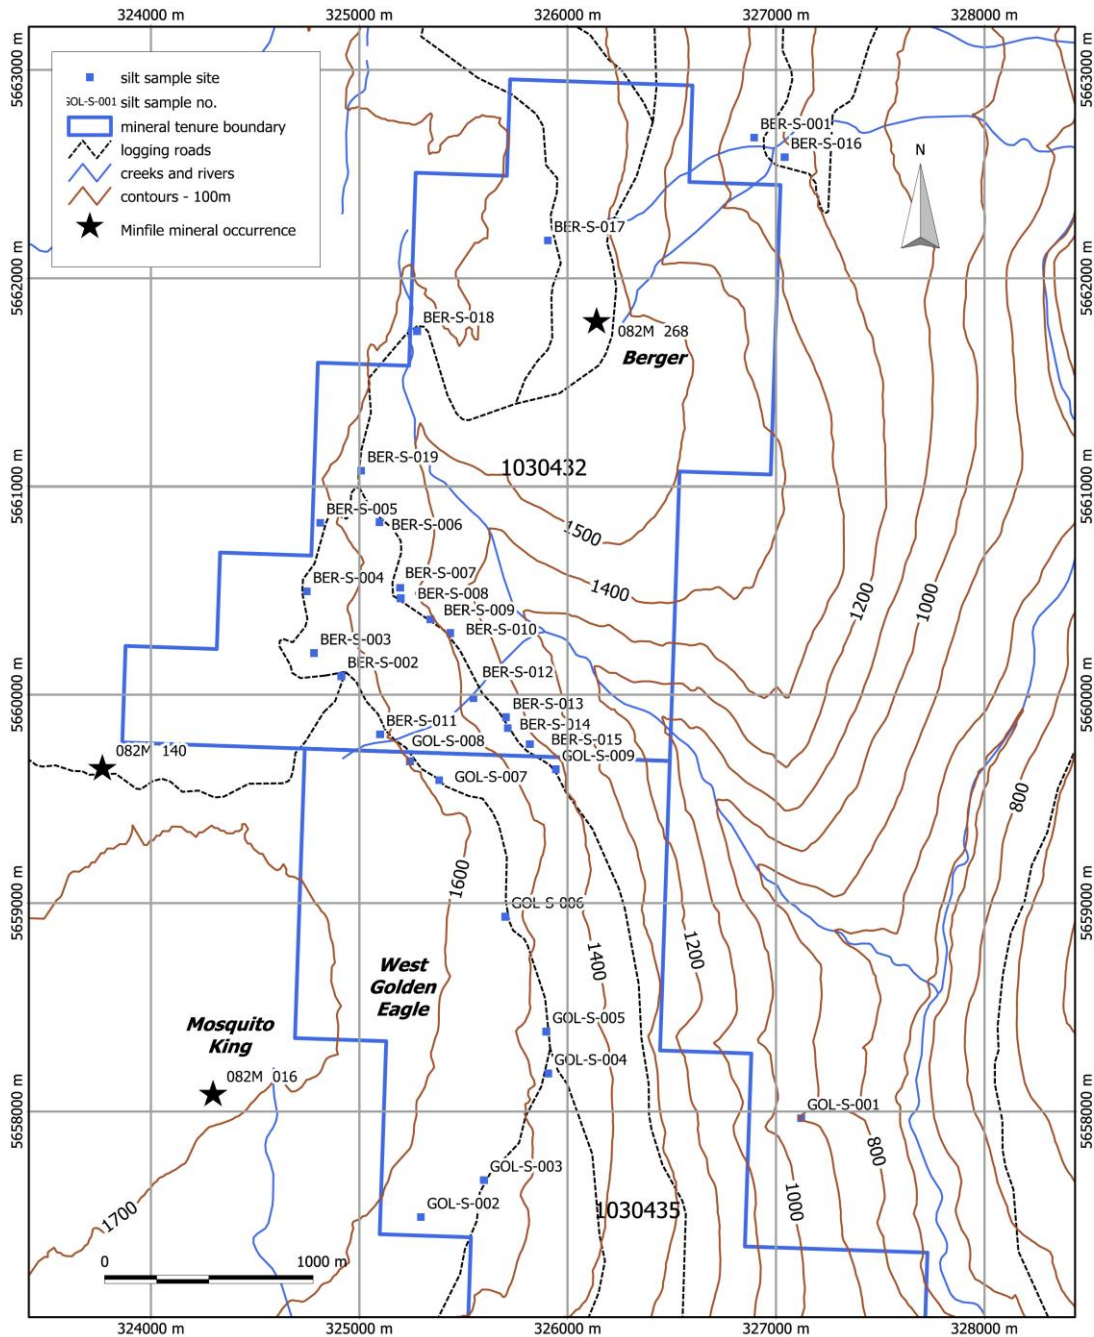 324000 m
325000 m
326000 m
327000 m
328000 m
5663000 m
5663000 m
silt sample site
GOL-S-001 silt sample no.
mineral tenure boundary
logging roads
creeks and rivers
contours - 100m
Minfile mineral occurrence
BER-S-001
BER-S-016
N
BER-S-017
5662000 m
5662000 m
BER-S-018
082M 268
Berger
BER-S-019
1030432
5661000 m
5661000 m
BER-S-005
BER-S-006
1500
BER-S-004
BER-S-007
BER-S-008
1400
1200
1000
BER-S-009
BER-S-010
BER-S-003
BER-S-002
BER-S-012
5660000 m
5660000 m
BER-S-013
BER-S-011
BER-S-014
082M 140
GOL-S-008
BER-S-015
GOL-S-009
GOL-S-007
800
1600
5659000 m
5659000 m
GOL-S-006
1400
1200
West
Golden
Eagle
Mosquito
King
GOL-S-005
GOL-S-004
082M 016
5658000 m
5658000 m
GOL-S-001
800
GOL-S-003
1000
GOL-S-002
1030435
1700
0
1000 m
324000 m
325000 m
326000 m
327000 m
328000 m